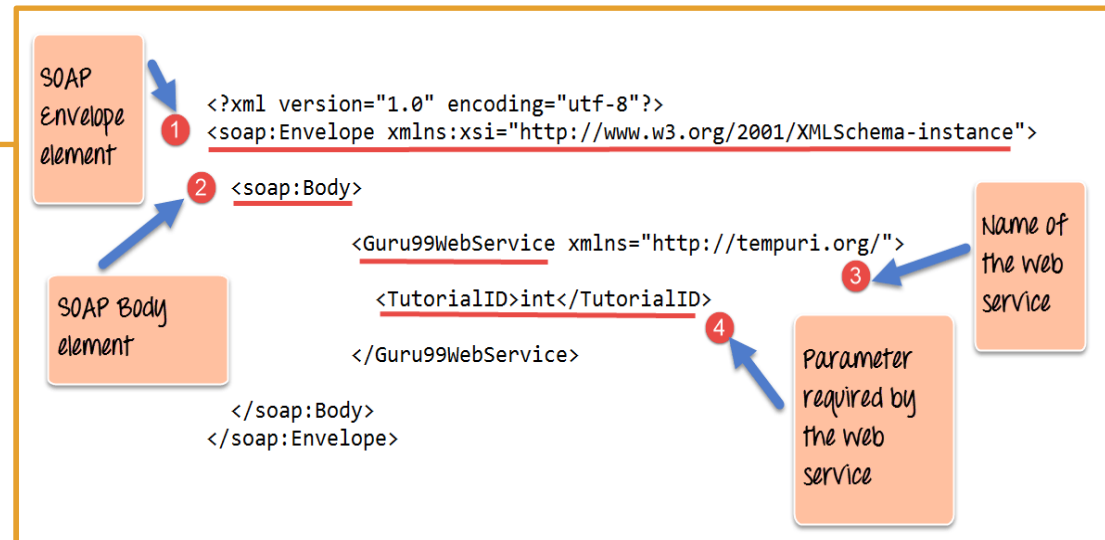 SOAP
Envelope
element
<?xml version="1.0" encoding="utf-8"?>
1
<soap:Envelope xmlns:xsi="http://www.w3.org/2001/XMLSchema-instance">
2
<soap:Body>
<Guru99WebService xmlns="http://tempuri.org/">
3
Name of
the web
service
SOAP Body
element
<TutorialID>int</TutorialID>
4
</Guru99WebService>
Parameter
required by
the web
service
</soap:Body>
</soap:Envelope>